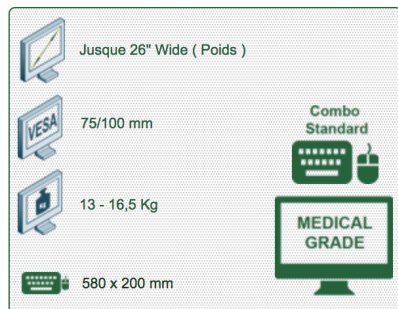 Jusque 26" Wide ( Poids )
VESA
75/100 mm
KG
13 - 16,5 Kg
580 x 200 mm
Combo
Standard
MEDICAL
GRADE